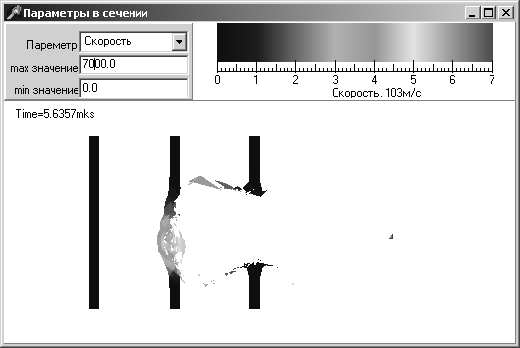 Параметры в сечении
Переметр Скорость
max значение 7000.0
min значение 0.0
0 1 2 3 4 5 6 7
Скорость. 103м/с
Time=5.6357mks